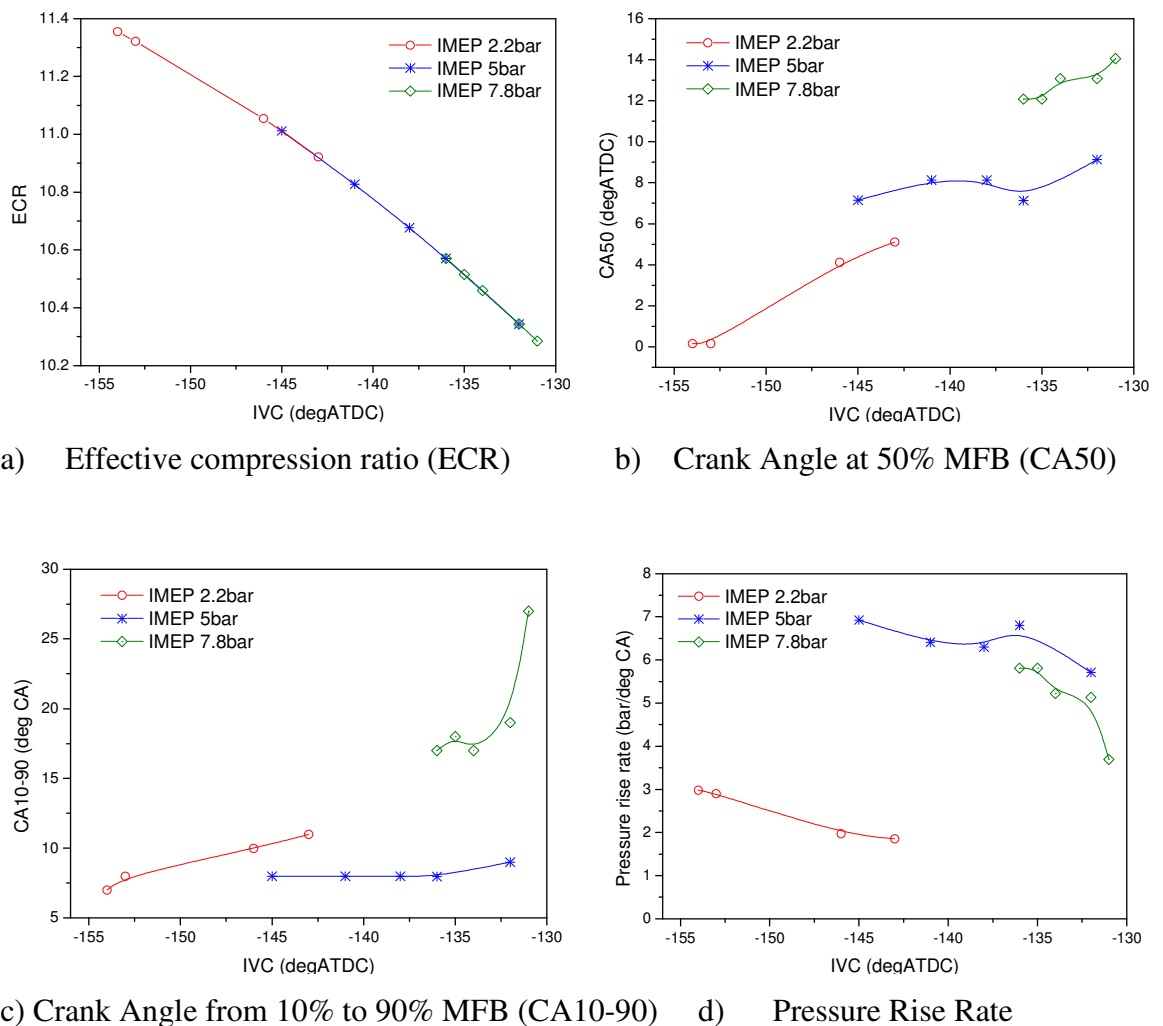 11.4
11.2
11.0
10.8
10.6
10.4
10.2
ECR
IMEP 2.2bar
IMEP 5bar
IMEP 7.8bar
-155 -150 -145 -140 -135 -130
IVC (degATDC)
a) Effective compression ratio (ECR)
16
14
12
10
8
6
4
2
0
CA50 (degATDC)
IMEP 2.2bar
IMEP 5bar
IMEP 7.8bar
-155 -150 -145 -140 -135 -130
IVC (degATDC)
b) Crank Angle at 50% MFB (CA50)
30
25
20
15
10
5
CA10-90 (deg CA)
IMEP 2.2bar
IMEP 5bar
IMEP 7.8bar
-155 -150 -145 -140 -135 -130
IVC (degATDC)
c) Crank Angle from 10% to 90% MFB (CA10-90)
8
7
6
5
4
3
2
1
0
Pressure rise rate (bar/deg CA)
IMEP 2.2bar
IMEP 5bar
IMEP 7.8bar
-155 -150 -145 -140 -135 -130
IVC (degATDC)
d) Pressure Rise Rate